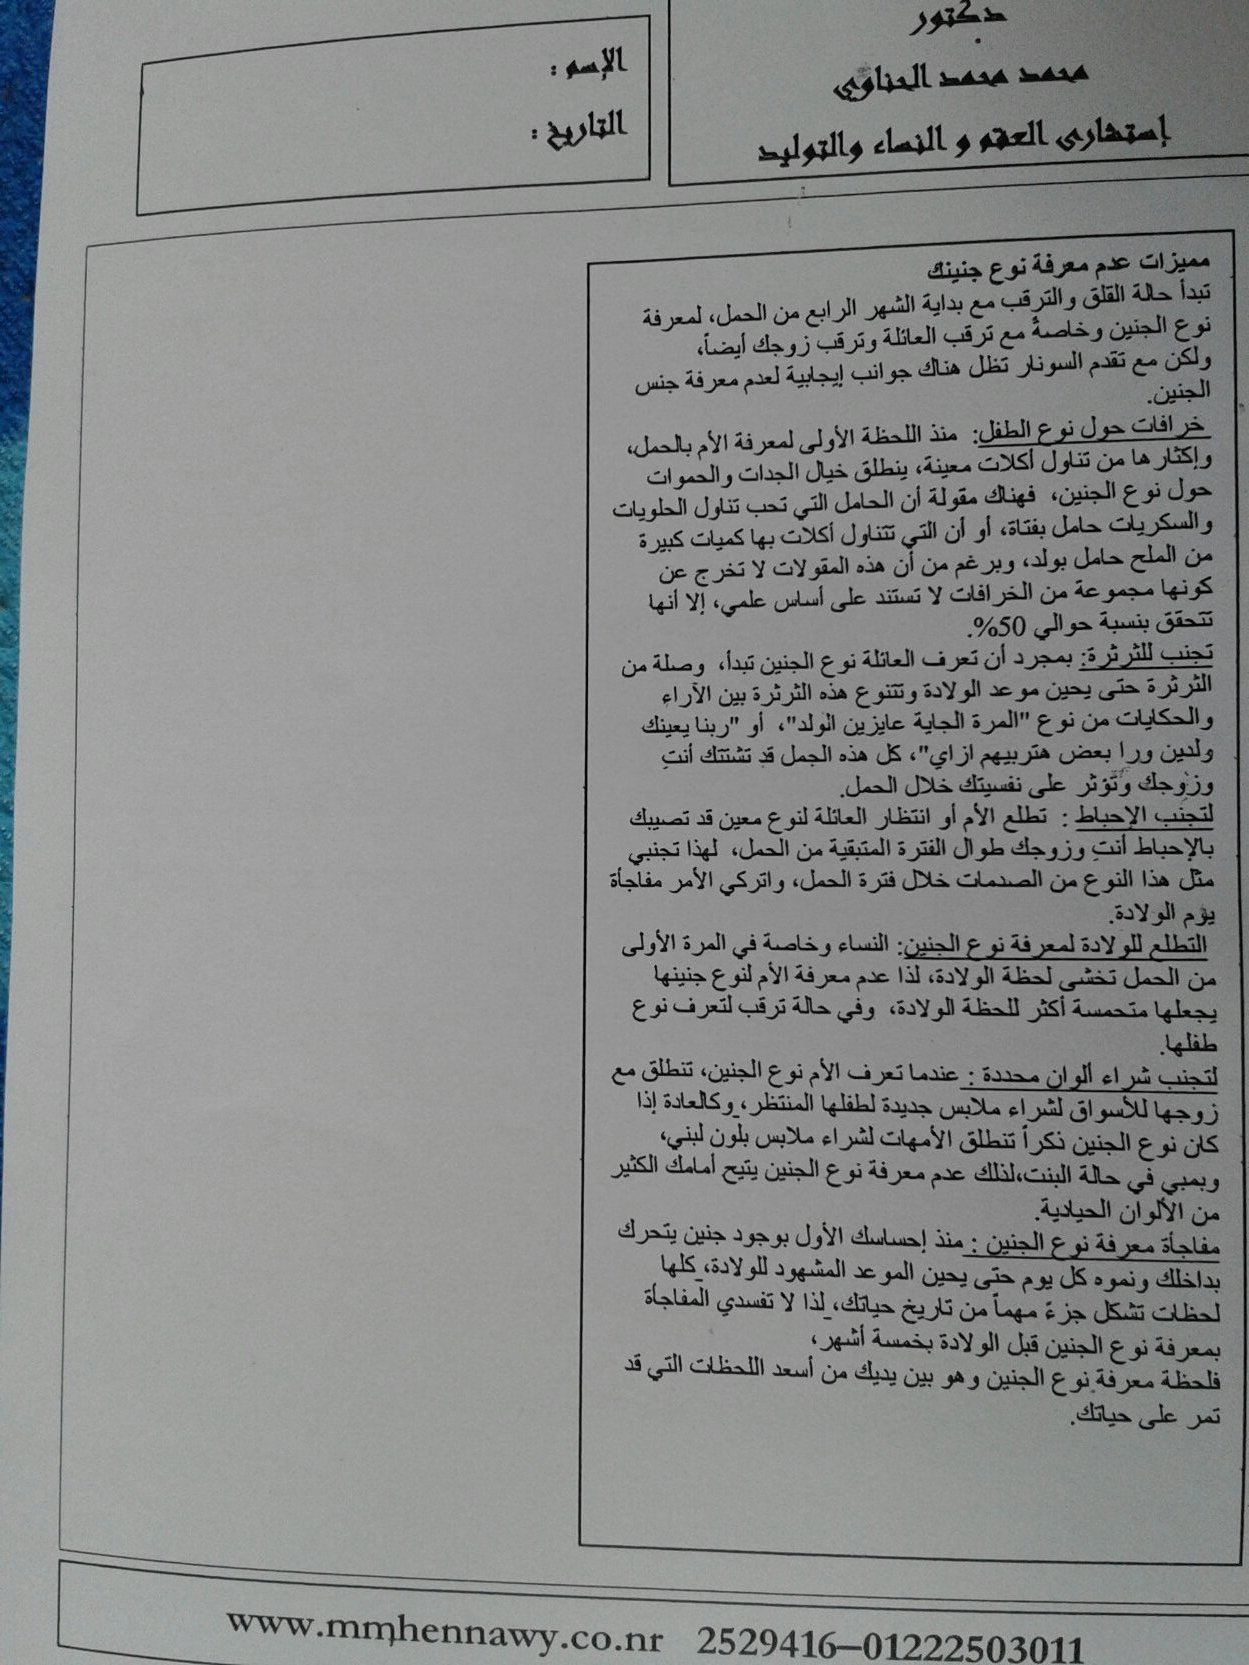 دكتور
محمد محمد الحناوي
إستشارى العقم و النساء والتوليد
الإسم :
التاريخ :
مميزات عدم معرفة نوع جنينك
تبدأ حالة القلق والترقب مع بداية الشهر الرابع من الحمل، لمعرفة
نوع الجنين وخاصةً مع ترقب العائلة وترقب زوجك أيضاً،
ولكن مع تقدم السونار تظل هناك جوانب إيجابية لعدم معرفة جنس
الجنين.
خرافات حول نوع الطفل: منذ اللحظة الأولى لمعرفة الأم بالحمل،
وإكثارها من تناول أكلات معينة، ينطلق خيال الجدات والحموات
حول نوع الجنين، فهناك مقولة أن الحامل التي تحب تناول الحلويات
والسكريات حامل بفتاة، أو أن التي تتناول أكلات بها كميات كبيرة
من الملح حامل بولد، وبرغم من أن هذه المقولات لا تخرج عن
كونها مجموعة من الخرافات لا تستند على أساس علمي، إلا أنها
تتحقق بنسبة حوالي 50%.
تجنب للثرثرة: بمجرد أن تعرف العائلة نوع الجنين تبدأ، وصلة من
الثرثرة حتى يحين موعد الولادة وتتنوع هذه الثرثرة بين الآراء
والحكايات من نوع "المرة الجاية عايزين الولد"، أو "ربنا يعينك
ولدين ورا بعض هتربيهم ازاي"، كل هذه الجمل قد تشتتك أنتِ
وزوجك وتؤثر على نفسيتك خلال الحمل.
لتجنب الإحباط : تطلع الأم أو انتظار العائلة لنوع معين قد تصيبك
بالإحباط أنتِ وزوجك طوال الفترة المتبقية من الحمل، لهذا تجنبي
مثل هذا النوع من الصدمات خلال فترة الحمل، واتركي الأمر مفاجأة
يوم الولادة.
التطلع للولادة لمعرفة نوع الجنين: النساء وخاصة في المرة الأولى
من الحمل تخشى لحظة الولادة، لذا عدم معرفة الأم لنوع جنينها
يجعلها متحمسة أكثر للحظة الولادة، وفي حالة ترقب لتعرف نوع
طفلها.
لتجنب شراء ألوان محددة : عندما تعرف الأم نوع الجنين، تنطلق مع
زوجها للأسواق لشراء ملابس جديدة لطفلها المنتظر، وكالعادة إذا
كان نوع الجنين ذكراً تنطلق الأمهات لشراء ملابس بلون لبني،
وبمبي في حالة البنت،لذلك عدم معرفة نوع الجنين يتيح أمامك الكثير
من الألوان الحيادية.
مفاجأة معرفة نوع الجنين : منذ إحساسك الأول بوجود جنين يتحرك
بداخلك ونموه كل يوم حتى يحين الموعد المشهود للولادة، كلها
لحظات تشكل جزءً مهماً من تاريخ حياتك، لذا لا تفسدي المفاجأة
بمعرفة نوع الجنين قبل الولادة بخمسة أشهر،
فلحظة معرفة نوع الجنين وهو بين يديك من أسعد اللحظات التي قد
تمر على حياتك.
www.mmhennawy.co.nr 2529416–01222503011